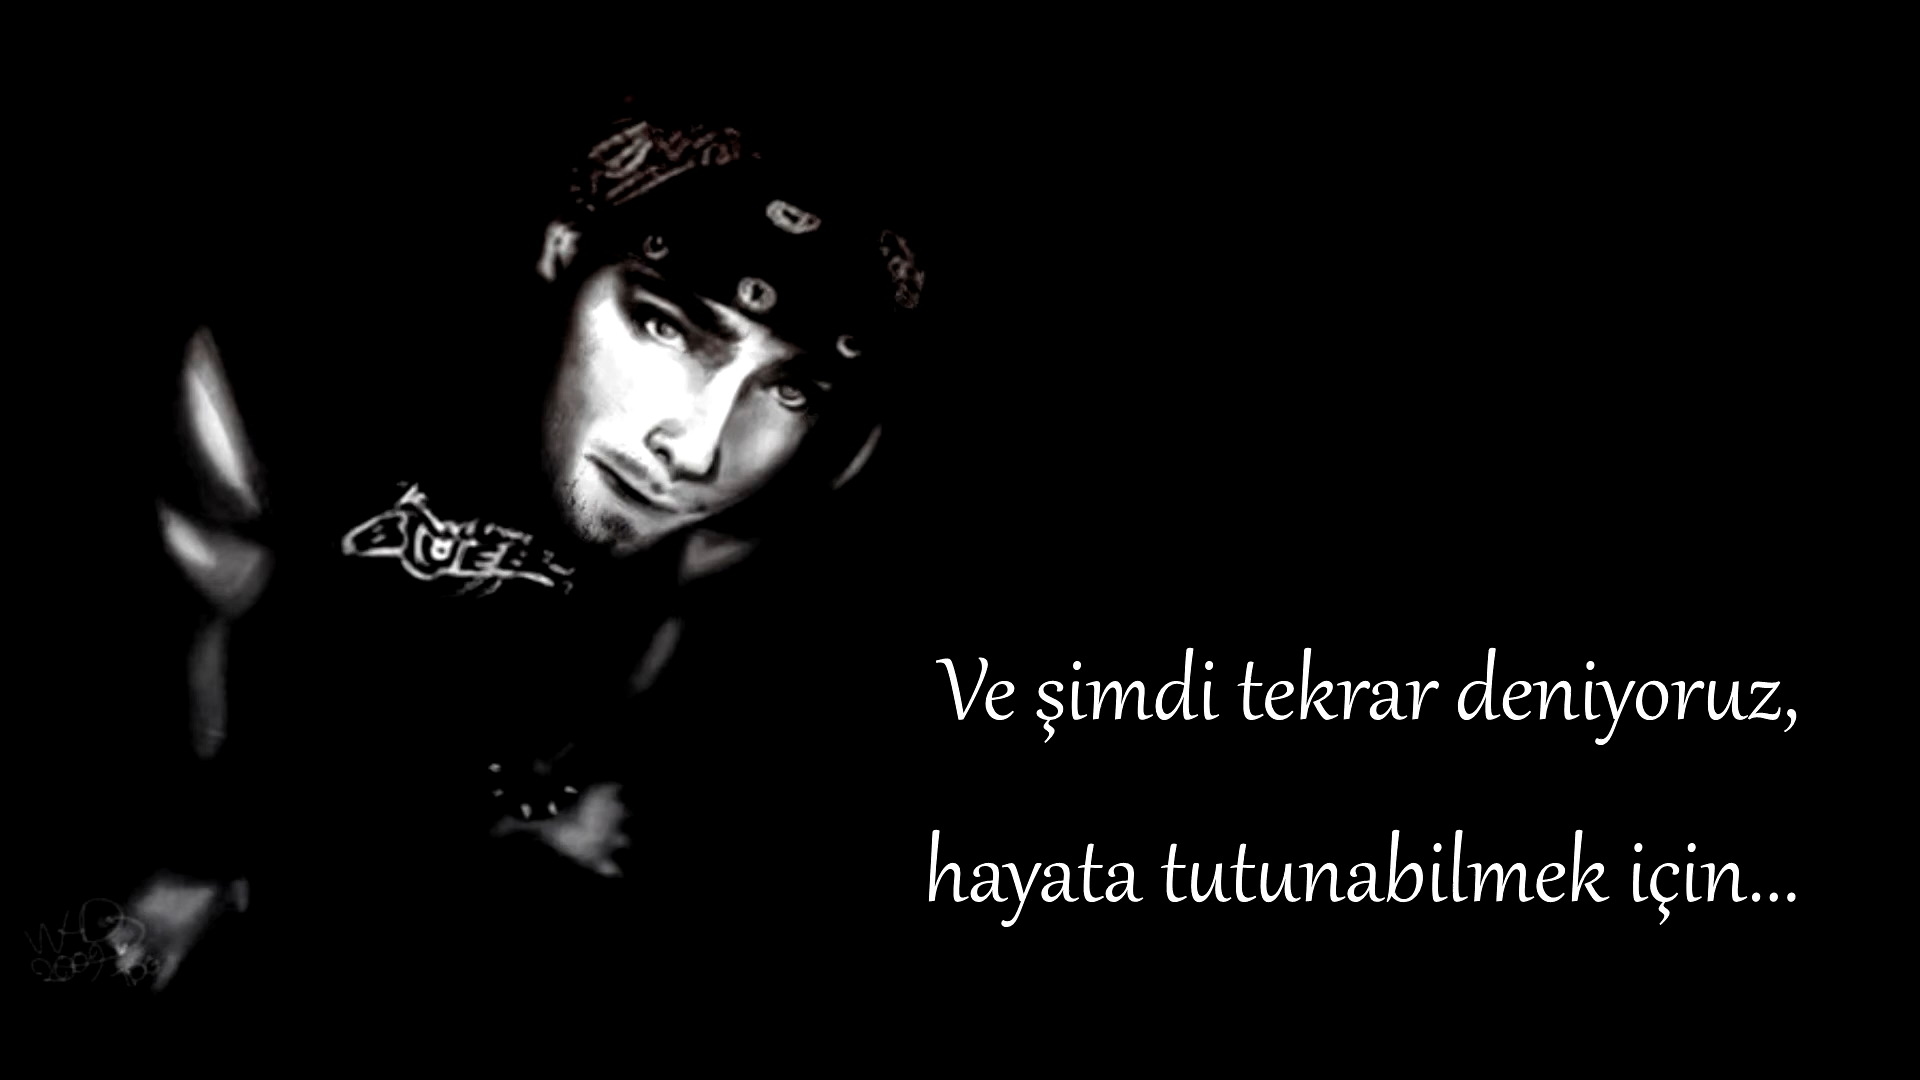 Ve şimdi tekrar deniyoruz,
hayata tutunabilmek için...